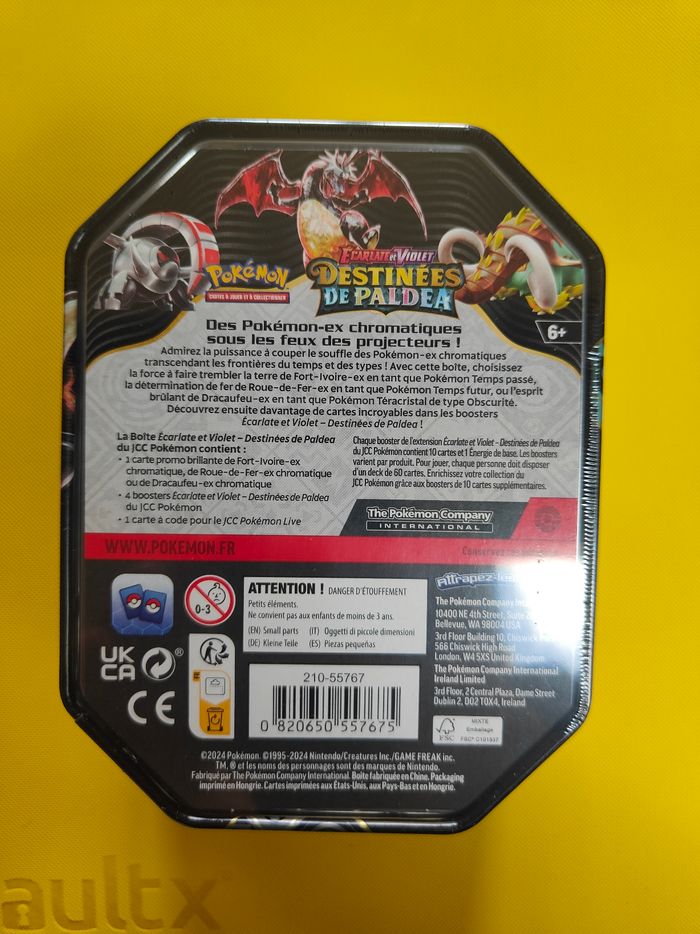 Pokémon
CARTES À JOUER ET À COLLECTIONNER
ÉCARLATE et VIOLET
DESTINÉES
DE PALDEA
6+
Des Pokémon-ex chromatiques
sous les feux des projecteurs !
Admirez la puissance à couper le souffle des Pokémon-ex chromatiques
transcendant les frontières du temps et des types ! Avec cette boîte, choisissez
la force à faire trembler la terre de Fort-Ivoire-ex en tant que Pokémon Temps passé,
la détermination de fer de Roue-de-Fer-ex en tant que Pokémon Temps futur, ou l'esprit
brûlant de Dracaufeu-ex en tant que Pokémon Téracristal de type Obscurité.
Découvrez ensuite davantage de cartes incroyables dans les boosters
Écarlate et Violet – Destinées de Paldea !
La Boîte Écarlate et Violet – Destinées de Paldea
du JCC Pokémon contient :
• 1 carte promo brillante de Fort-Ivoire-ex
chromatique, de Roue-de-Fer-ex chromatique
ou de Dracaufeu-ex chromatique
• 4 boosters Écarlate et Violet – Destinées de Paldea
du JCC Pokémon
• 1 carte à code pour le JCC Pokémon Live
Chaque booster de l'extension Écarlate et Violet – Destinées de Paldea
du JCC Pokémon contient 10 cartes et 1 Énergie de base. Les boosters
varient par produit. Pour jouer, chaque personne doit disposer
d'un deck de 60 cartes. Enrichissez votre collection du
JCC Pokémon grâce aux boosters de 10 cartes supplémentaires.
The Pokémon Company
INTERNATIONAL
WWW.POKEMON.FR
Conservez
0-3
ATTENTION ! DANGER D'ÉTOUFFEMENT
Petits éléments.
Ne convient pas aux enfants de moins de 3 ans.
(EN) Small parts (IT) Oggetti di piccole dimensioni
(DE) Kleine Teile (ES) Piezas pequeñas
Attrapez-les
The Pokémon Company
10400 NE 4th Street, Suite
Bellevue, WA 98004 USA
3rd Floor Building 10, Chiswick Park
566 Chiswick High Road
London, W4 5XS United Kingdom
The Pokémon Company International
Ireland Limited
3rd Floor, 2 Central Plaza, Dame Street
Dublin 2, D02 T0X4, Ireland
UK
CA
®
CE
FR
210-55767
0 820650 557675
FSC
MIXTE
Emballage
©2024 Pokémon. ©1995-2024 Nintendo/Creatures Inc./GAME FREAK inc.
TM, ® et les noms des personnages sont des marques de Nintendo.
Fabriqué par The Pokémon Company International. Boîte fabriquée en Chine. Packaging
imprimé en Hongrie. Cartes imprimées aux États-Unis, aux Pays-Bas et en Hongrie.
aultx